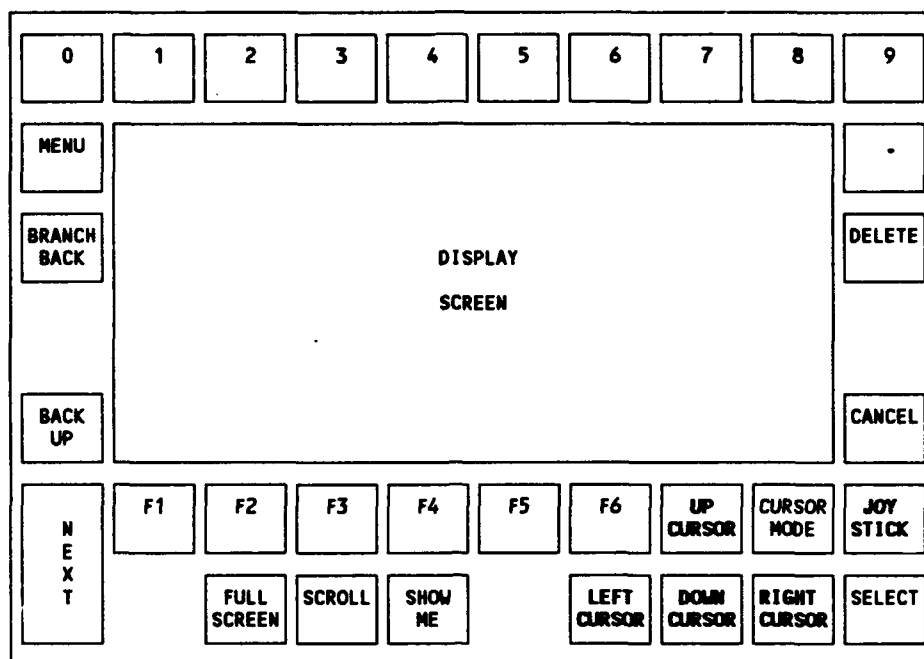 0 1 2 3 4 5 6 7 8 9
MENU .
BRANCH
BACK
DELETE
DISPLAY
SCREEN
BACK
UP
CANCEL
NEXT
F1 F2 F3 F4 F5 F6
UP
CURSOR
CURSOR
MODE
JOY
STICK
FULL
SCREEN
SCROLL
SHOW
ME
LEFT
CURSOR
DOWN
CURSOR
RIGHT
CURSOR
SELECT